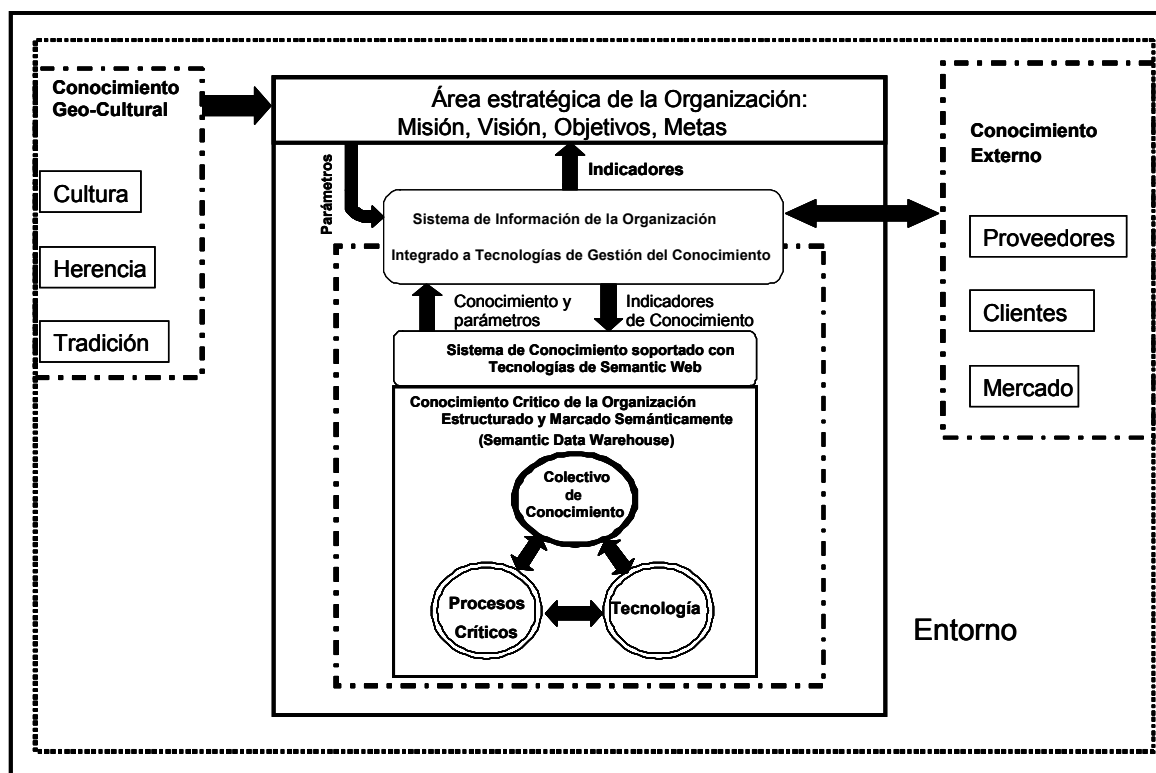 Conocimiento
Geo-Cultural
Cultura
Herencia
Tradición
Área estratégica de la Organización:
Misión, Visión, Objetivos, Metas
Parámetros
Indicadores
Sistema de Información de la Organización
Integrado a Tecnologías de Gestión del Conocimiento
Conocimiento y
parámetros
Indicadores
de Conocimiento
Sistema de Conocimiento soportado con
Tecnologías de Semantic Web
Conocimiento Critico de la Organización
Estructurado y Marcado Semánticamente
(Semantic Data Warehouse)
Colectivo
de
Conocimiento
Procesos
Críticos
Tecnología
Conocimiento
Externo
Proveedores
Clientes
Mercado
Entorno